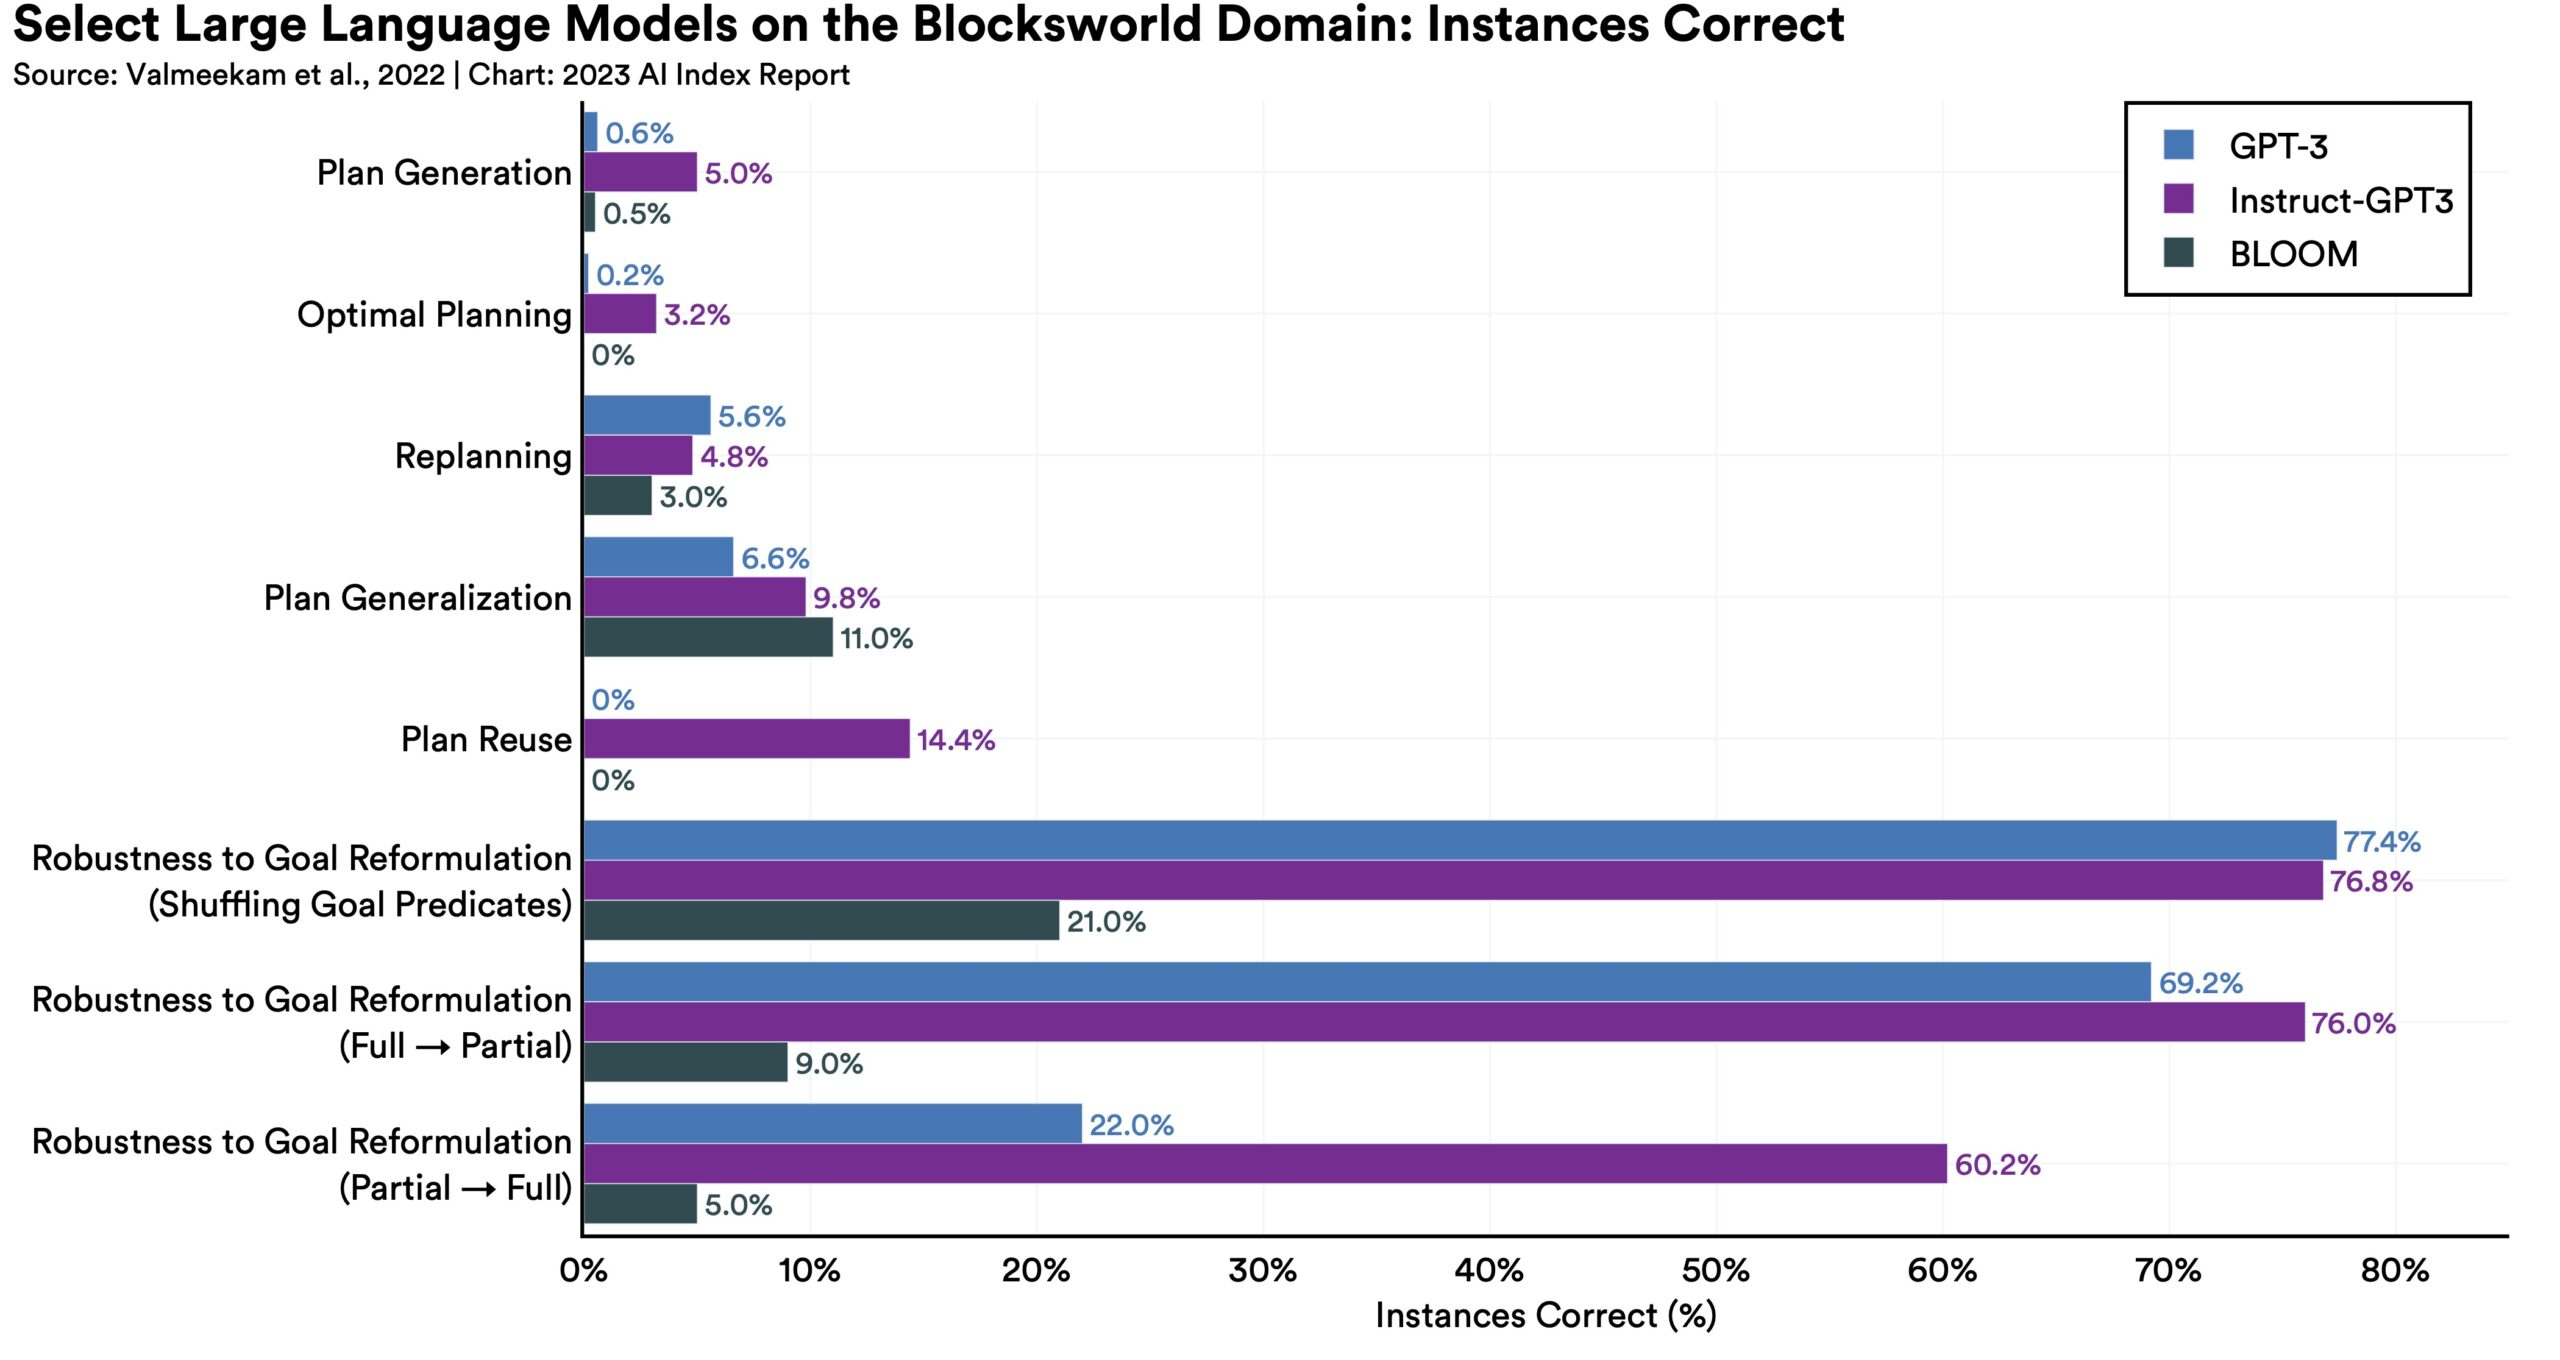 Select Large Language Models on the Blocksworld Domain: Instances Correct
Source: Valmeekam et al., 2022 | Chart: 2023 AI Index Report
GPT-3
Instruct-GPT3
BLOOM
Plan Generation
0.6%
5.0%
0.5%
Optimal Planning
0.2%
3.2%
0%
Replanning
5.6%
4.8%
3.0%
Plan Generalization
6.6%
9.8%
11.0%
Plan Reuse
0%
14.4%
0%
Robustness to Goal Reformulation
(Shuffling Goal Predicates)
77.4%
76.8%
21.0%
Robustness to Goal Reformulation
(Full → Partial)
69.2%
76.0%
9.0%
Robustness to Goal Reformulation
(Partial → Full)
22.0%
60.2%
5.0%
0% 10% 20% 30% 40% 50% 60% 70% 80%
Instances Correct (%)